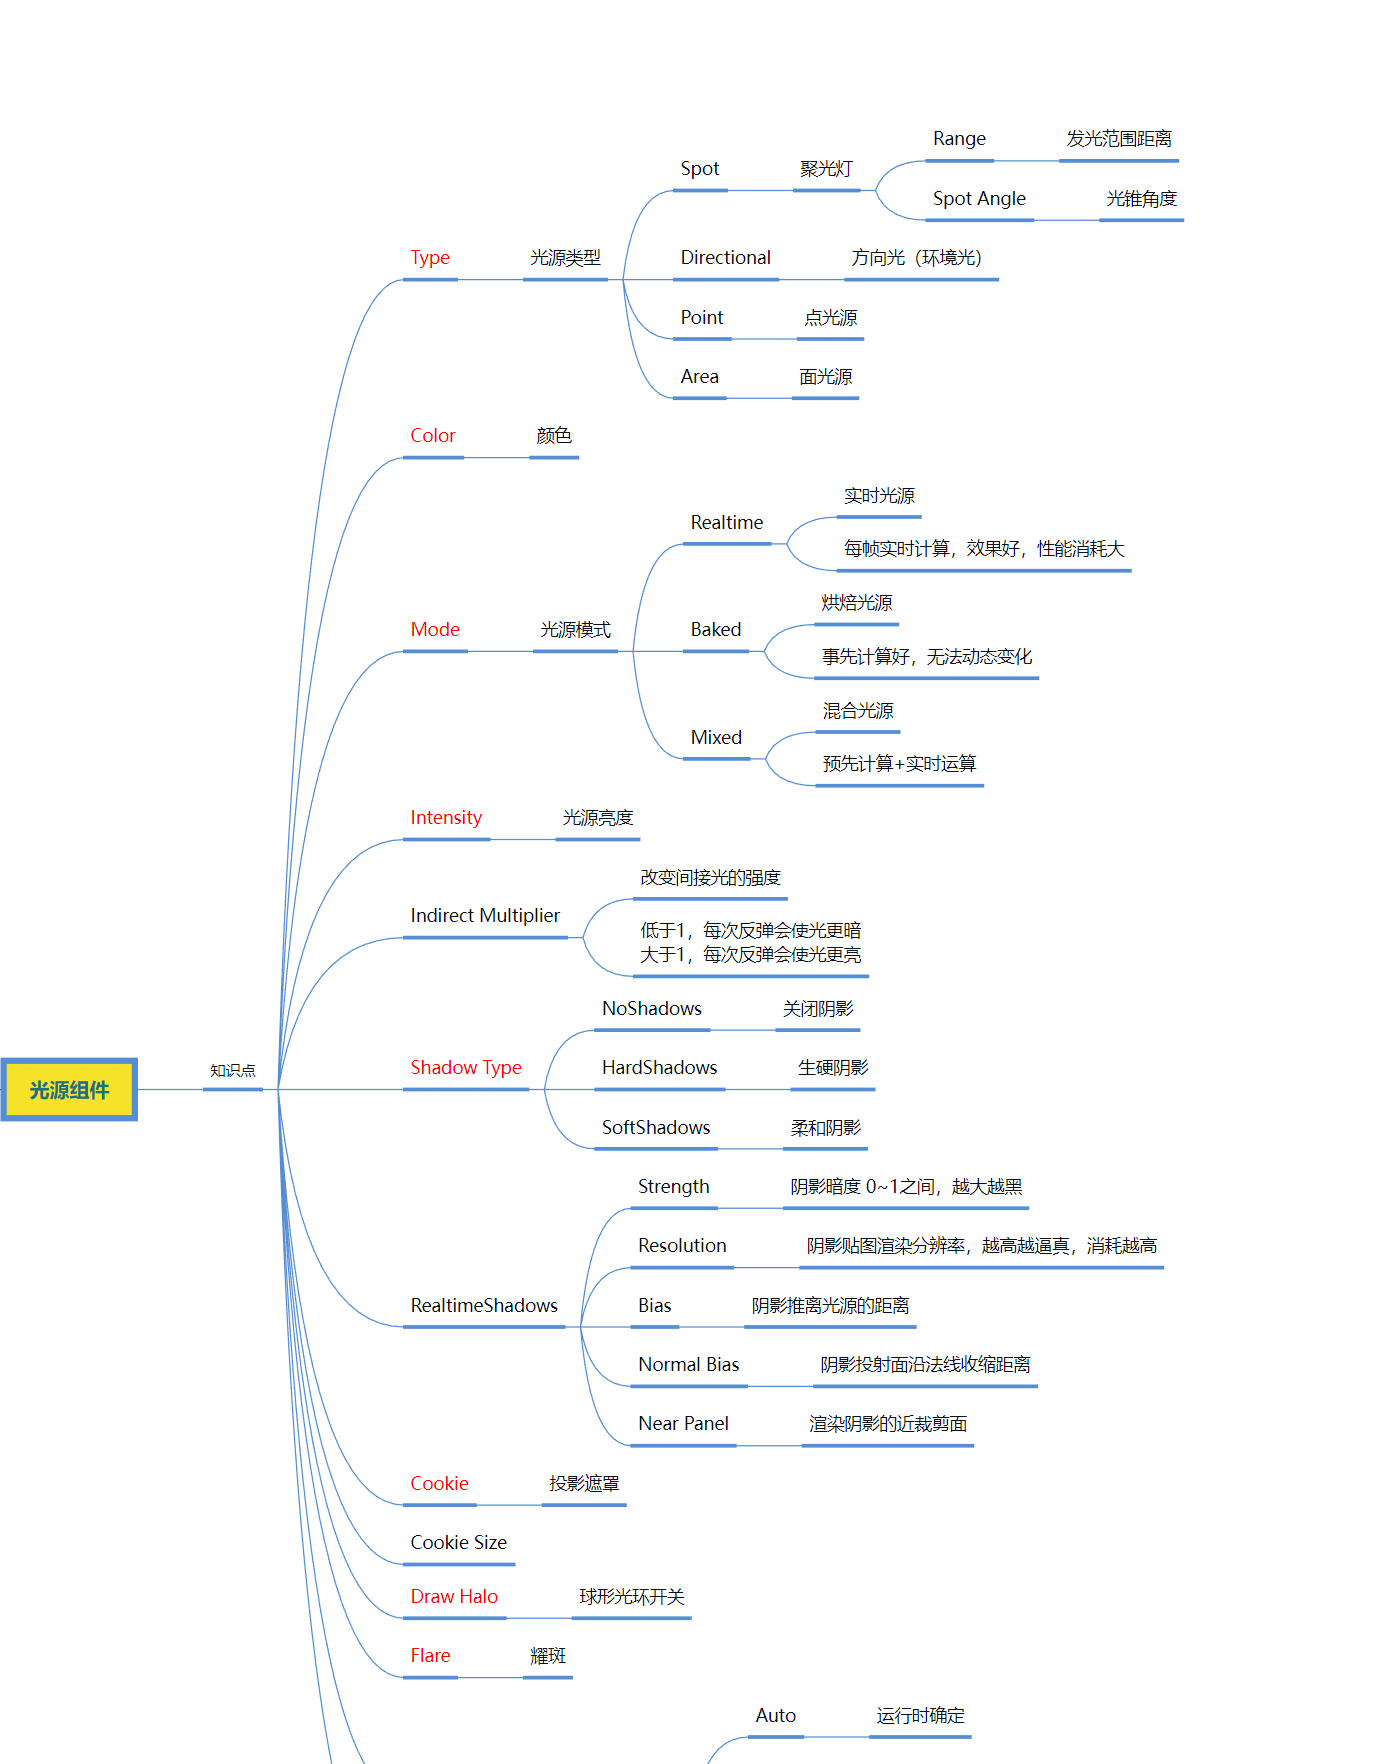 光源组件
知识点
Type
光源类型
Spot
聚光灯
Range
发光范围距离
Spot Angle
光锥角度
Directional
方向光（环境光）
Point
点光源
Area
面光源
Color
颜色
Mode
光源模式
Realtime
实时光源
每帧实时计算，效果好，性能消耗大
Baked
烘焙光源
事先计算好，无法动态变化
Mixed
混合光源
预先计算+实时运算
Intensity
光源亮度
Indirect Multiplier
改变间接光的强度
低于1，每次反弹会使光更暗
大于1，每次反弹会使光更亮
Shadow Type
NoShadows
关闭阴影
HardShadows
生硬阴影
SoftShadows
柔和阴影
RealtimeShadows
Strength
阴影暗度 0~1之间，越大越黑
Resolution
阴影贴图渲染分辨率，越高越逼真，消耗越高
Bias
阴影推离光源的距离
Normal Bias
阴影投射面沿法线收缩距离
Near Panel
渲染阴影的近裁剪面
Cookie
投影遮罩
Cookie Size
Draw Halo
球形光环开关
Flare
耀斑
Auto
运行时确定